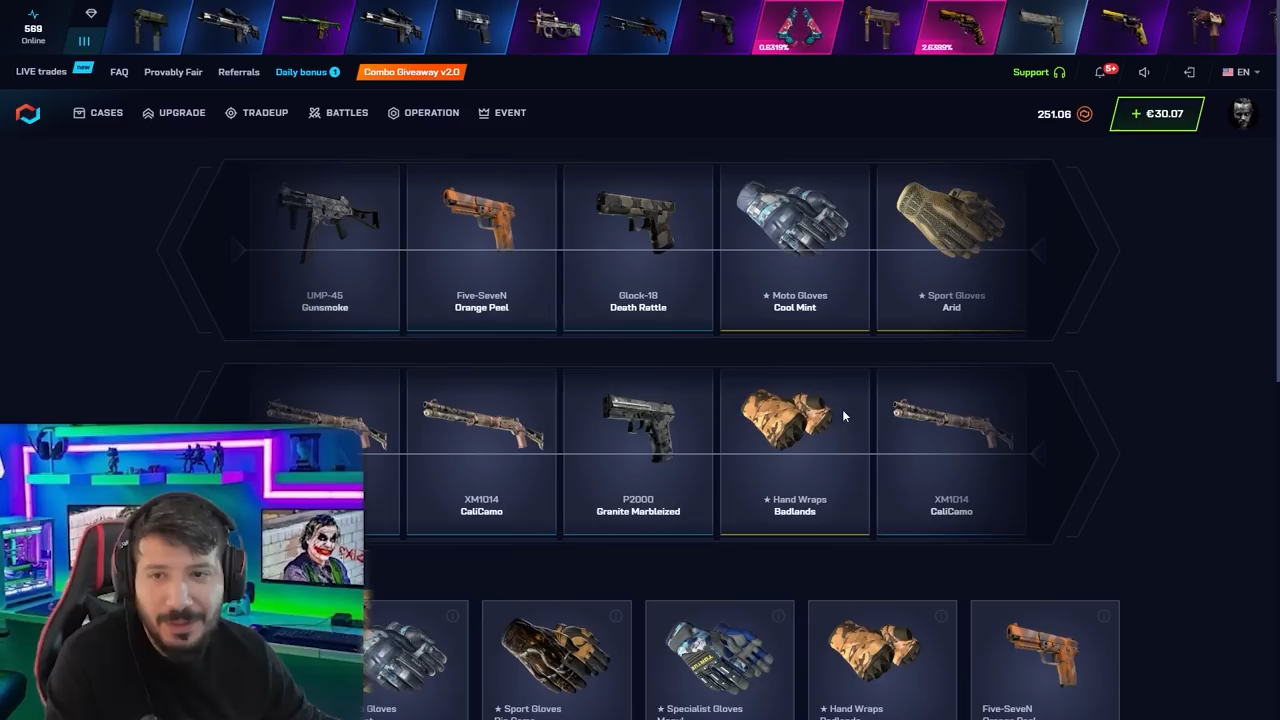 569
Online
0.6319%
2.6389%
LIVE trades
new
FAQ
Provably Fair
Referrals
Daily bonus 1
Combo Giveaway v2.0
Support
5+
EN
CASES
UPGRADE
TRADEUP
BATTLES
OPERATION
EVENT
251.06
+ €30.07
UMP-45
Gunsmoke
Five-SeveN
Orange Peel
Glock-18
Death Rattle
★ Moto Gloves
Cool Mint
★ Sport Gloves
Arid
XM1014
CaliCamo
P2000
Granite Marbleized
★ Hand Wraps
Badlands
XM1014
CaliCamo
Gloves
★ Sport Gloves
★ Specialist Gloves
★ Hand Wraps
Five-SeveN